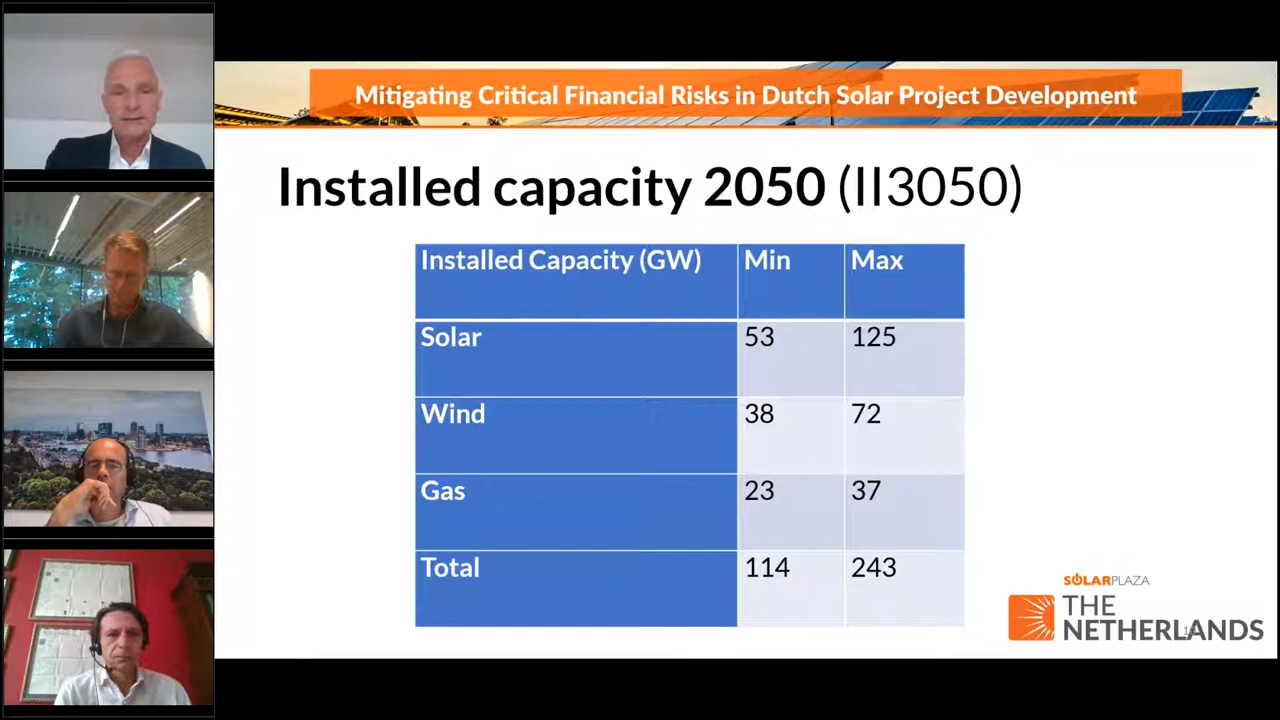 Mitigating Critical Financial Risks in Dutch Solar Project Development
Installed capacity 2050 (II3050)
Installed Capacity (GW) Min Max
Solar 53 125
Wind 38 72
Gas 23 37
Total 114 243
SOLARPLAZA
THE
NETHERLANDS